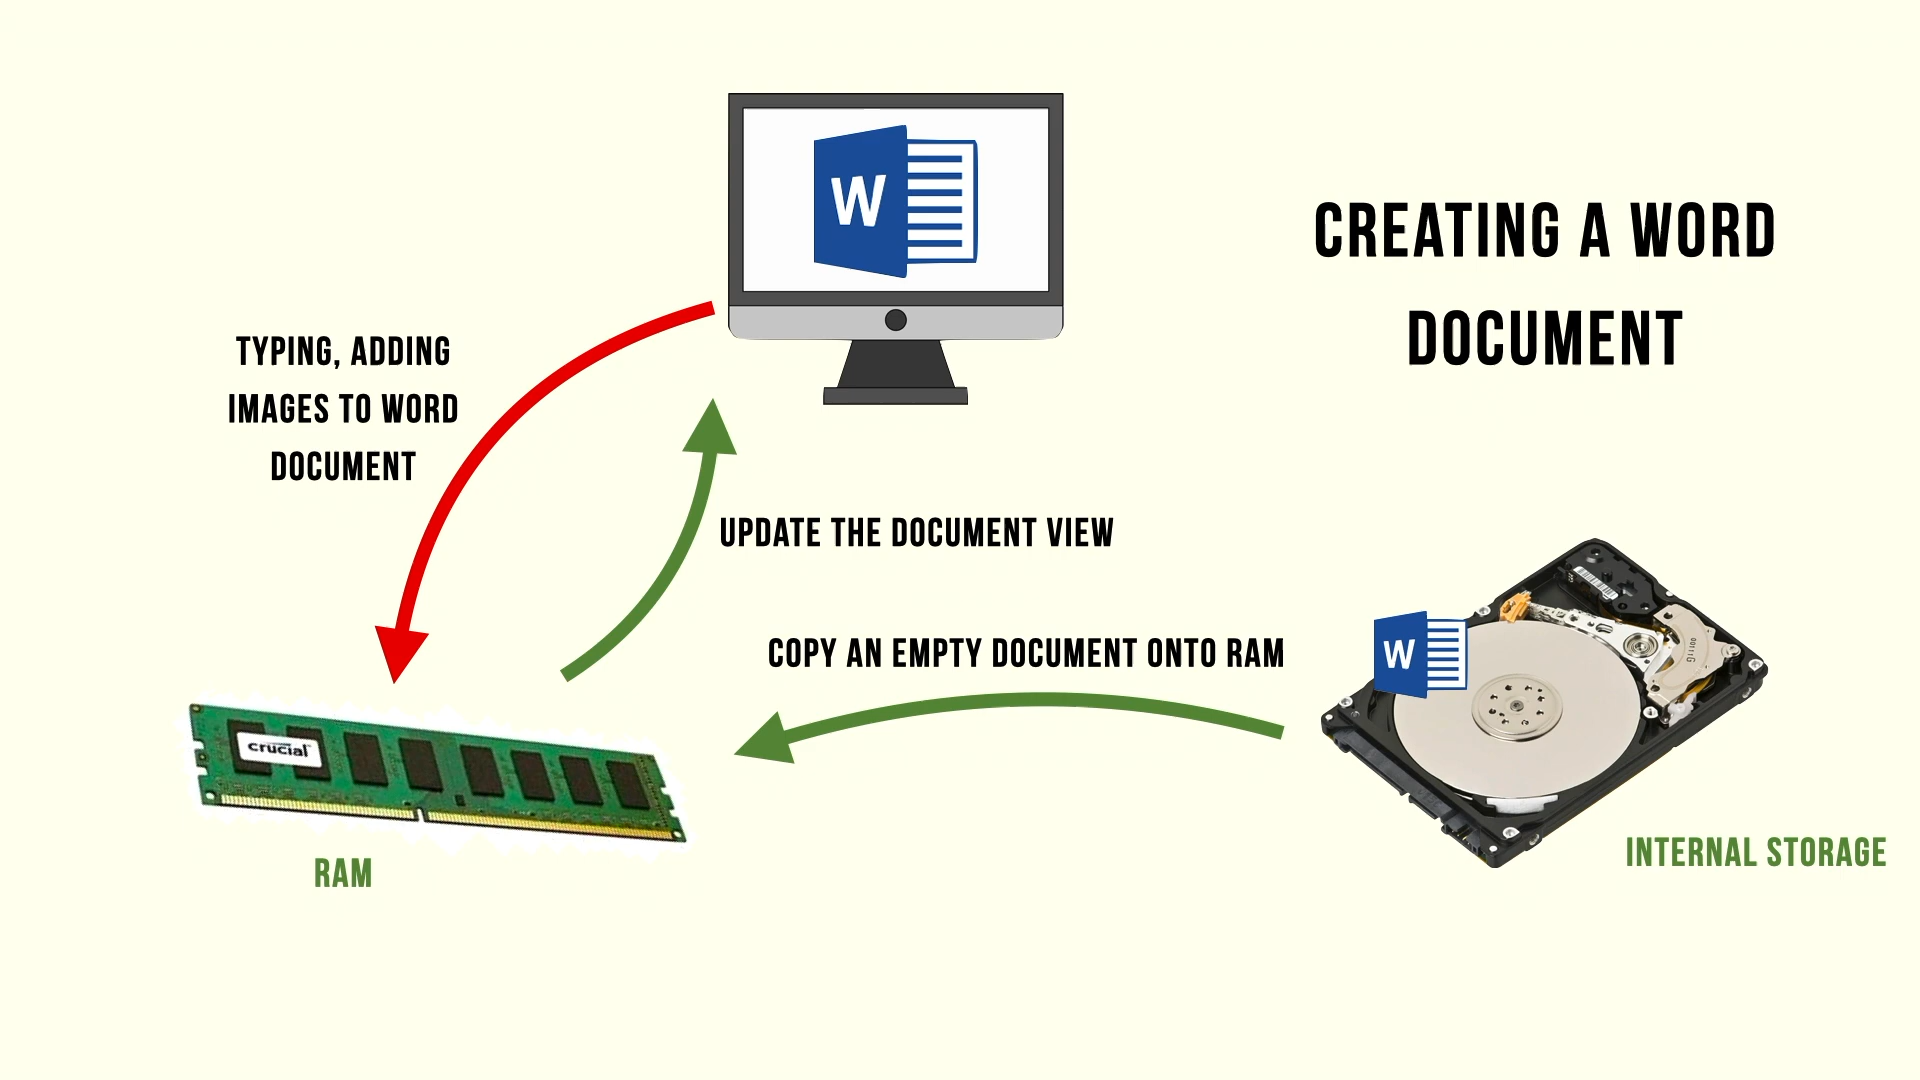 CREATING A WORD
DOCUMENT
W
TYPING, ADDING
IMAGES TO WORD
DOCUMENT
UPDATE THE DOCUMENT VIEW
COPY AN EMPTY DOCUMENT ONTO RAM
W
crucial
RAM
INTERNAL STORAGE